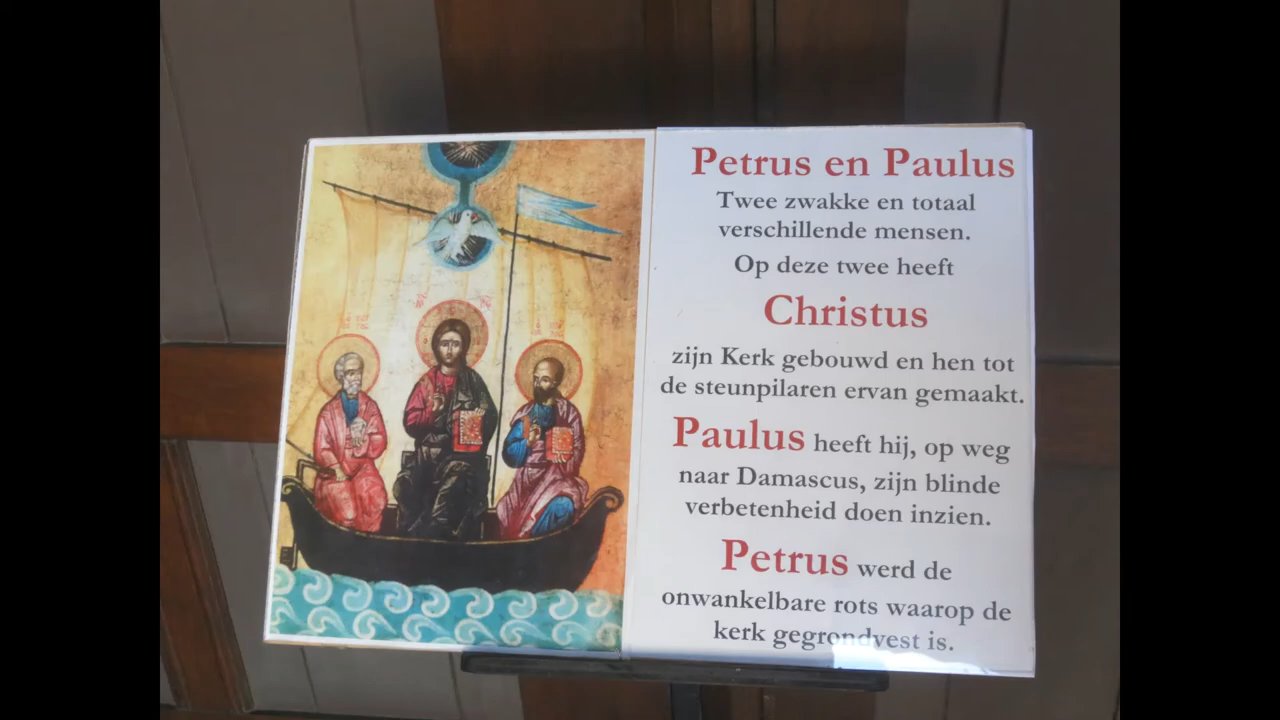 Petrus en Paulus
Twee zwakke en totaal
verschillende mensen.
Op deze twee heeft
Christus
zijn Kerk gebouwd en hen tot
de steunpilaren ervan gemaakt.
Paulus heeft hij, op weg
naar Damascus, zijn blinde
verbetenheid doen inzien.
Petrus werd de
onwankelbare rots waarop de
kerk gegrondvest is.